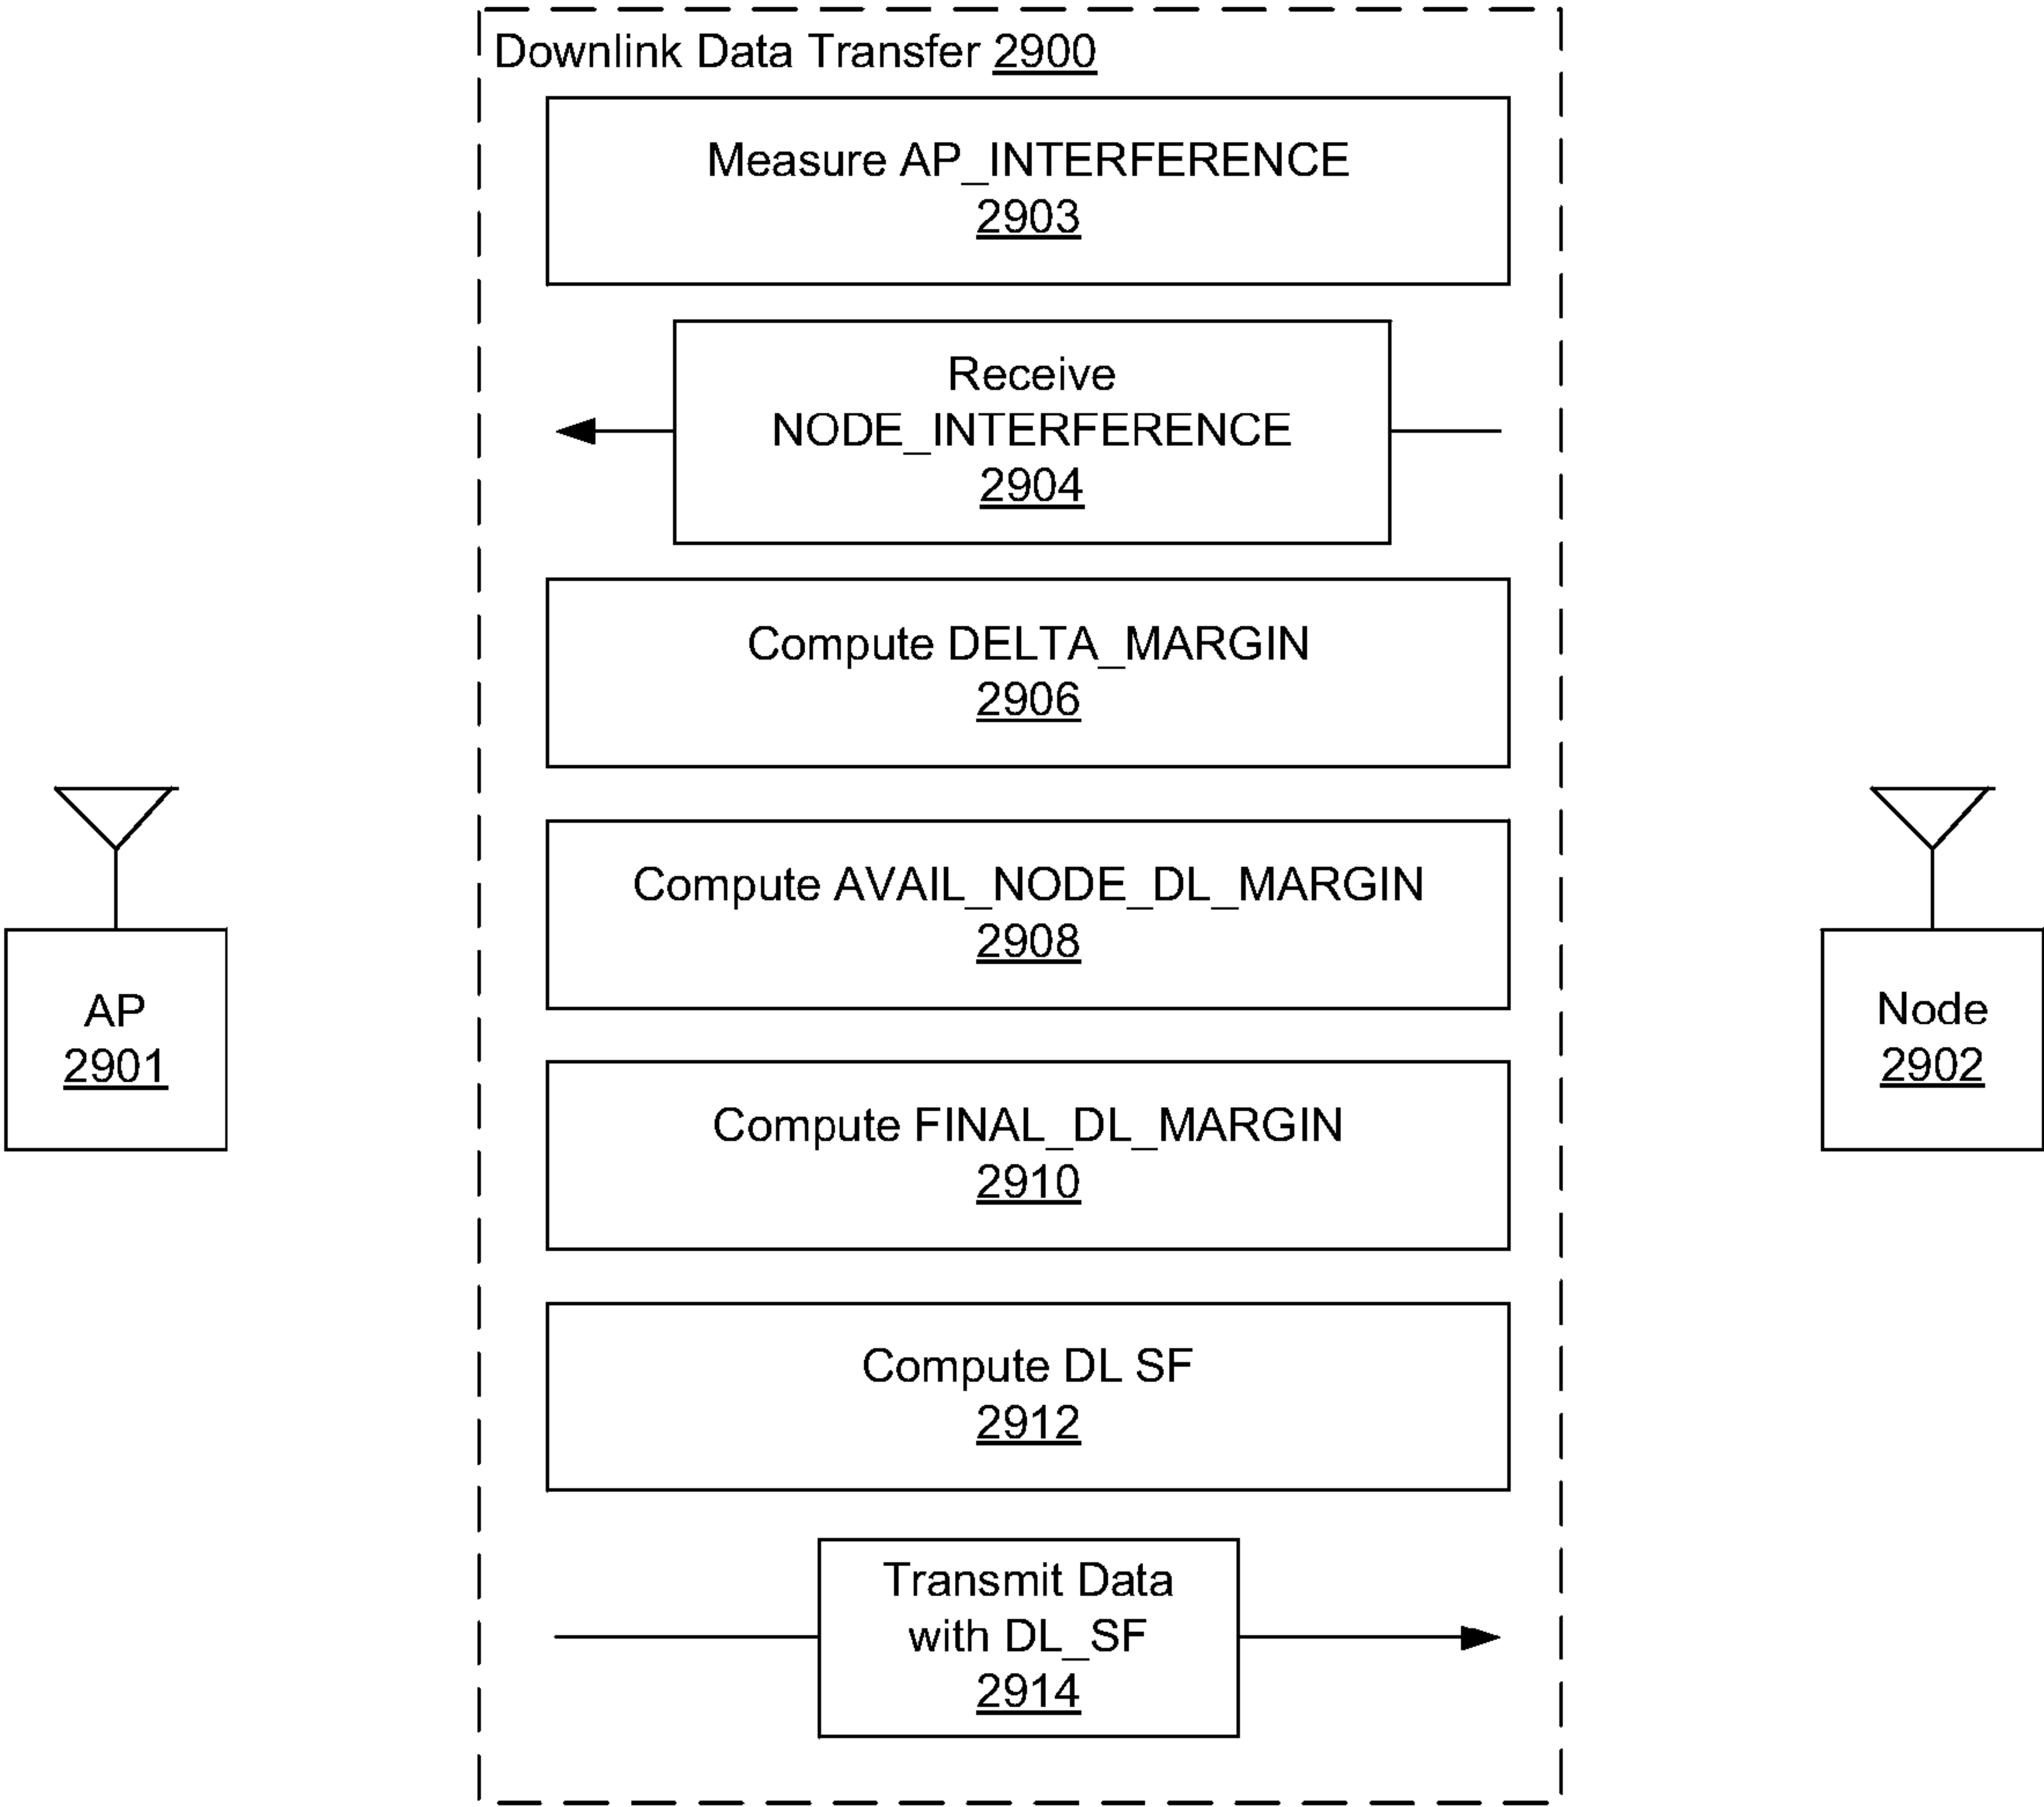 Downlink Data Transfer 2900
Measure AP_INTERFERENCE
2903
Receive
NODE_INTERFERENCE
2904
Compute DELTA_MARGIN
2906
Compute AVAIL_NODE_DL_MARGIN
2908
AP
2901
Node
2902
Compute FINAL_DL_MARGIN
2910
Compute DL SF
2912
Transmit Data
with DL_SF
2914